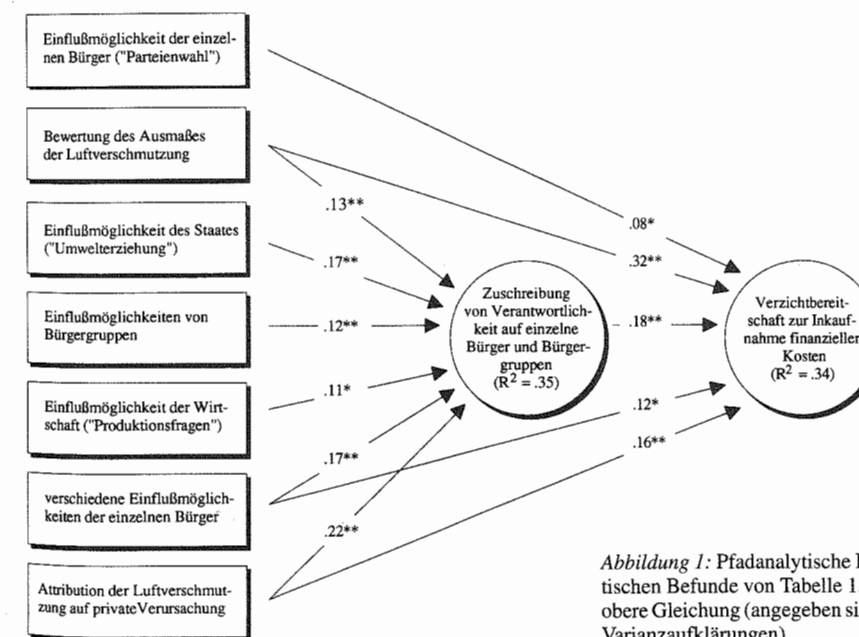 Einflußmöglichkeit der einzel-
nen Bürger ("Parteienwahl")
Bewertung des Ausmaßes
der Luftverschmutzung
Einflußmöglichkeit des Staates
("Umwelterziehung")
Einflußmöglichkeiten von
Bürgergruppen
Einflußmöglichkeit der Wirt-
schaft ("Produktionsfragen")
verschiedene Einflußmöglich-
keiten der einzelnen Bürger
Attribution der Luftverschmut-
zung auf privateVerursachung
.13**
.17**
.12**
.11*
.17**
.22**
Zuschreibung
von Verantwortlich-
keit auf einzelne
Bürger und Bürger-
gruppen
(R² = .35)
.08*
.32**
.18**
.12*
.16**
Verzichtbereit-
schaft zur Inkauf-
nahme finanzieller
Kosten
(R² = .34)
Abbildung 1: Pfadanalytische
tischen Befunde von Tabelle 1.
obere Gleichung (angegeben
Varianzaufklärungen)